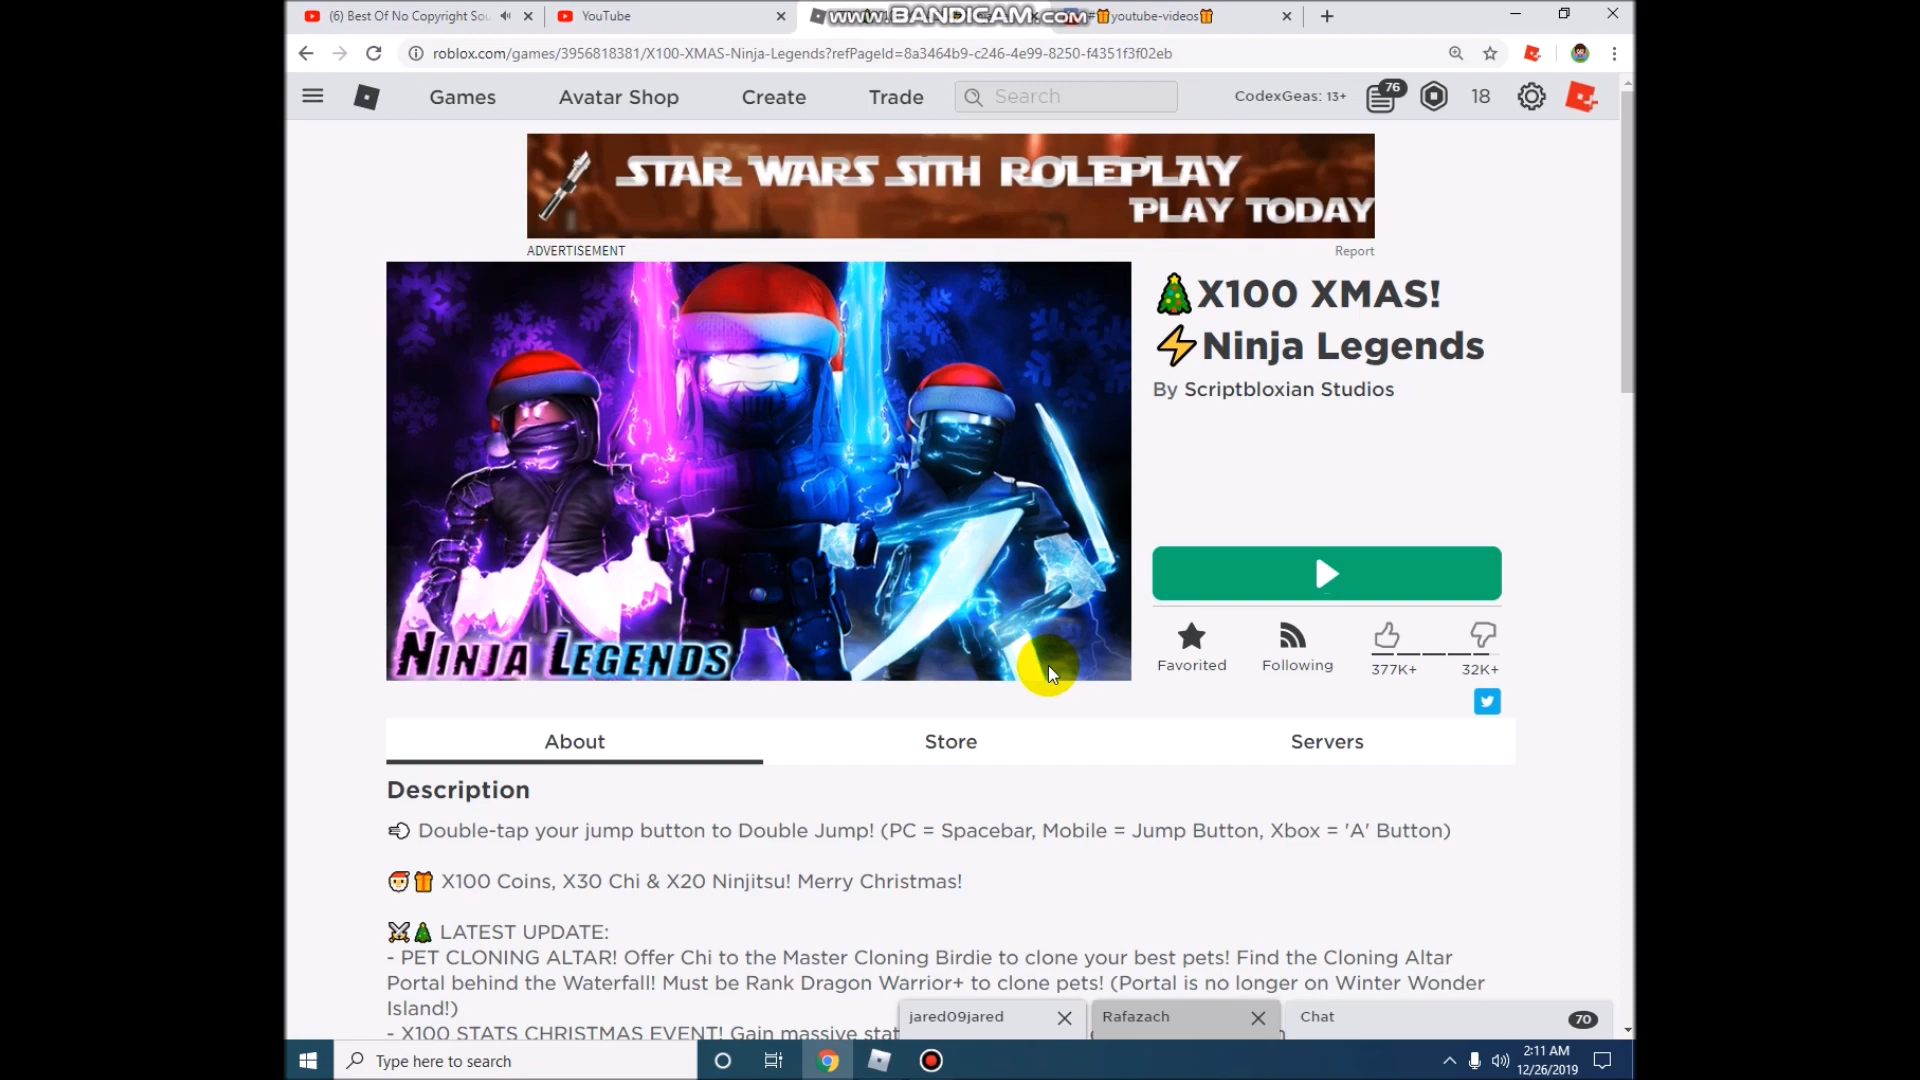 (6) Best Of No Copyright Sou
YouTube
www.BANDICAM.com
#🎁youtube-videos🎁
roblox.com/games/3956818381/X100-XMAS-Ninja-Legends?refPageId=8a3464b9-c246-4e99-8250-f4351f3f02eb
Games
Avatar Shop
Create
Trade
Search
CodexGeas: 13+
76
18
STAR WARS SITH ROLEPLAY
PLAY TODAY
ADVERTISEMENT
Report
🎄X100 XMAS!
⚡Ninja Legends
By Scriptbloxian Studios
NINJA LEGENDS
Favorited
Following
377K+
32K+
About
Store
Servers
Description
💨 Double-tap your jump button to Double Jump! (PC = Spacebar, Mobile = Jump Button, Xbox = 'A' Button)
🎅🎁 X100 Coins, X30 Chi & X20 Ninjitsu! Merry Christmas!
⚔️🎄 LATEST UPDATE:
- PET CLONING ALTAR! Offer Chi to the Master Cloning Birdie to clone your best pets! Find the Cloning Altar
Portal behind the Waterfall! Must be Rank Dragon Warrior+ to clone pets! (Portal is no longer on Winter Wonder
Island!)
- X100 STATS CHRISTMAS EVENT! Gain massive stat
jared09jared
Rafazach
Chat
70
Type here to search
2:11 AM
12/26/2019